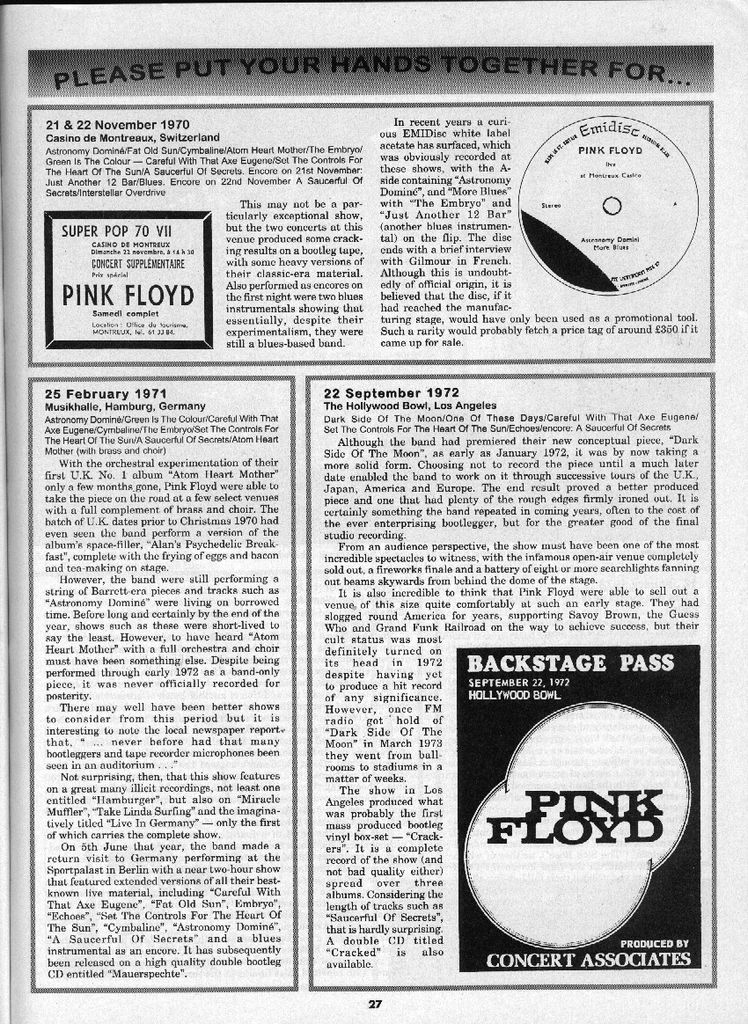 PLEASE PUT YOUR HANDS TOGETHER FOR...
21 & 22 November 1970
Casino de Montreaux, Switzerland
Astronomy Dominé/Fat Old Sun/Cymbaline/Atom Heart Mother/The Embryo/
Green Is The Colour — Careful With That Axe Eugene/Set The Controls For
The Heart Of The Sun/A Saucerful Of Secrets. Encore on 21st November:
Just Another 12 Bar/Blues. Encore on 22nd November A Saucerful Of
Secrets/Interstellar Overdrive
SUPER POP 70 VII
CASINO DE MONTREUX
Dimanche 22 novembre, à 14 h 30
CONCERT SUPPLÉMENTAIRE
Prix spécial
PINK FLOYD
Samedi complet
Location: Office du tourisme,
MONTREUX, tél. 61 33 84.
This may not be a par-
ticularly exceptional show,
but the two concerts at this
venue produced some crack-
ing results on a bootleg tape,
with some heavy versions of
their classic-era material.
Also performed as encores on
the first night were two blues
instrumentals showing that
essentially, despite their
experimentalism, they were
still a blues-based band.
In recent years a curi-
ous EMIDisc white label
acetate has surfaced, which
was obviously recorded at
these shows, with the A-
side containing "Astronomy
Dominé", and "More Blues"
with "The Embryo" and
"Just Another 12 Bar"
(another blues instrumen-
tal) on the flip. The disc
ends with a brief interview
with Gilmour in French.
Although this is undoubt-
edly of official origin, it is
believed that the disc, if it
had reached the manufac-
turing stage, would have only been used as a promotional tool.
Such a rarity would probably fetch a price tag of around £350 if it
came up for sale.
Emidisc
PINK FLOYD
live
at Montreux Casino
Stereo
A
Astronomy Domini
More Blues
25 February 1971
Musikhalle, Hamburg, Germany
Astronomy Dominé/Green Is The Colour/Careful With That
Axe Eugene/Cymbaline/The Embryo/Set The Controls For
The Heart Of The Sun/A Saucerful Of Secrets/Atom Heart
Mother (with brass and choir)
With the orchestral experimentation of their
first U.K. No. 1 album "Atom Heart Mother"
only a few months gone, Pink Floyd were able to
take the piece on the road at a few select venues
with a full complement of brass and choir. The
batch of U.K. dates prior to Christmas 1970 had
even seen the band perform a version of the
album's space-filler, "Alan's Psychedelic Break-
fast", complete with the frying of eggs and bacon
and tea-making on stage.
However, the band were still performing a
string of Barrett-era pieces and tracks such as
"Astronomy Dominé" were living on borrowed
time. Before long and certainly by the end of the
year, shows such as these were short-lived to
say the least. However, to have heard "Atom
Heart Mother" with a full orchestra and choir
must have been something else. Despite being
performed through early 1972 as a band-only
piece, it was never officially recorded for
posterity.
There may well have been better shows
to consider from this period but it is
interesting to note the local newspaper report
that, " ... never before had that many
bootleggers and tape recorder microphones been
seen in an auditorium . . ."
Not surprising, then, that this show features
on a great many illicit recordings, not least one
entitled "Hamburger", but also on "Miracle
Muffler", "Take Linda Surfing" and the imagina-
tively titled "Live In Germany" — only the first
of which carries the complete show.
On 5th June that year, the band made a
return visit to Germany performing at the
Sportpalast in Berlin with a near two-hour show
that featured extended versions of all their best-
known live material, including "Careful With
That Axe Eugene", "Fat Old Sun", Embryo",
"Echoes", "Set The Controls For The Heart Of
The Sun", "Cymbaline", "Astronomy Dominé",
"A Saucerful Of Secrets" and a blues
instrumental as an encore. It has subsequently
been released on a high quality double bootleg
CD entitled "Mauerspechte".
22 September 1972
The Hollywood Bowl, Los Angeles
Dark Side Of The Moon/One Of These Days/Careful With That Axe Eugene/
Set The Controls For The Heart Of The Sun/Echoes/encore: A Saucerful Of Secrets
Although the band had premiered their new conceptual piece, "Dark
Side Of The Moon", as early as January 1972, it was by now taking a
more solid form. Choosing not to record the piece until a much later
date enabled the band to work on it through successive tours of the U.K.,
Japan, America and Europe. The end result proved a better produced
piece and one that had plenty of the rough edges firmly ironed out. It is
certainly something the band repeated in coming years, often to the cost of
the ever enterprising bootlegger, but for the greater good of the final
studio recording.
From an audience perspective, the show must have been one of the most
incredible spectacles to witness, with the infamous open-air venue completely
sold out, a fireworks finale and a battery of eight or more searchlights fanning
out beams skywards from behind the dome of the stage.
It is also incredible to think that Pink Floyd were able to sell out a
venue of this size quite comfortably at such an early stage. They had
slogged round America for years, supporting Savoy Brown, the Guess
Who and Grand Funk Railroad on the way to achieve success, but their
cult status was most
definitely turned on
its head in 1972
despite having yet
to produce a hit record
of any significance.
However, once FM
radio got hold of
"Dark Side Of The
Moon" in March 1973
they went from ball-
rooms to stadiums in a
matter of weeks.
The show in Los
Angeles produced what
was probably the first
mass produced bootleg
vinyl box-set — "Crack-
ers". It is a complete
record of the show (and
not bad quality either)
spread over three
albums. Considering the
length of tracks such as
"Saucerful Of Secrets",
that is hardly surprising.
A double CD titled
"Cracked" is also
available.
BACKSTAGE PASS
SEPTEMBER 22, 1972
HOLLYWOOD BOWL
PINK
FLOYD
PRODUCED BY
CONCERT ASSOCIATES
27